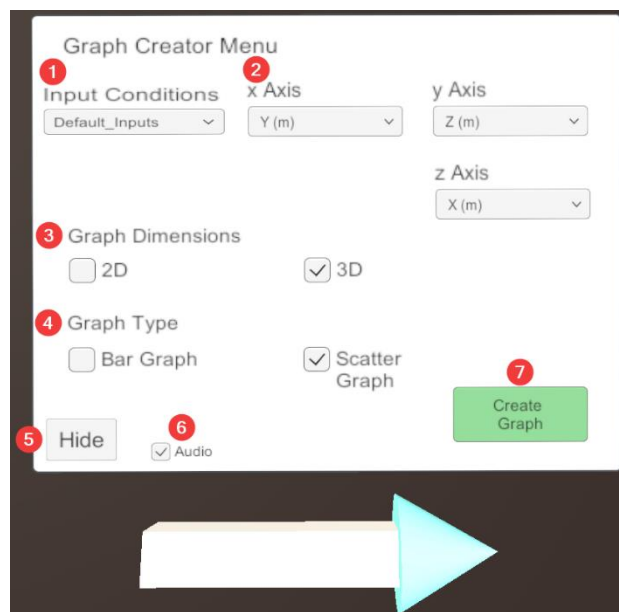 Graph Creator Menu
1
2
Input Conditions
x Axis
y Axis
Default_Inputs
Y (m)
Z (m)
z Axis
X (m)
3 Graph Dimensions
2D
3D
4 Graph Type
Bar Graph
Scatter
Graph
7
Create
Graph
5 Hide
6
Audio